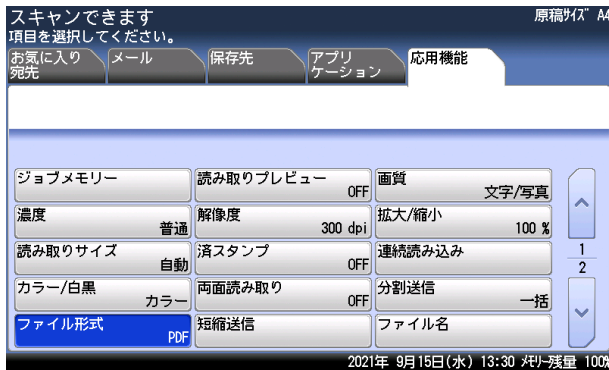 スキャンできます
原稿サイズ A4
項目を選択してください。
お気に入り
宛先
メール
保存先
アプリ
ケーション
応用機能
ジョブメモリー
読み取りプレビュー
OFF
画質
文字/写真
濃度
普通
解像度
300 dpi
拡大/縮小
100 %
読み取りサイズ
自動
済スタンプ
OFF
連続読み込み
カラー/白黒
カラー
両面読み取り
OFF
分割送信
一括
ファイル形式
PDF
短縮送信
ファイル名
1
2
2021年 9月15日(水) 13:30 メモリー残量 100%